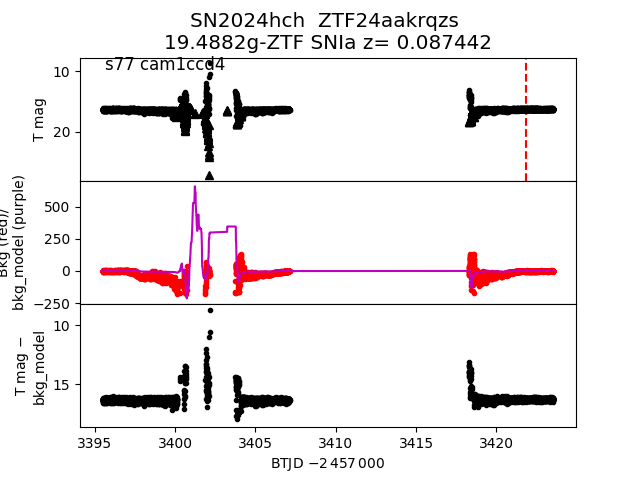 SN2024hch ZTF24aakrqzs
19.4882g-ZTF SNIa z= 0.087442
s77 cam1ccd4
10
20
T mag
500
250
0
−250
Bkg (red)/
bkg_model (purple)
10
15
T mag −
bkg_model
3395
3400
3405
3410
3415
3420
BTJD −2 457 000